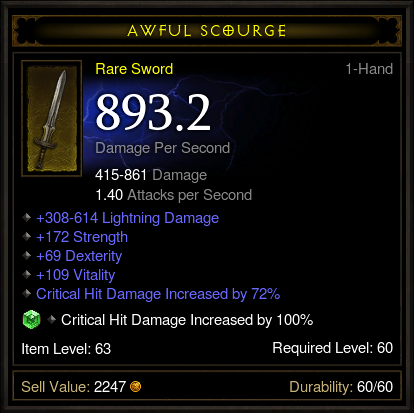 AWFUL SCOURGE
Rare Sword 1-Hand
893.2
Damage Per Second
415-861 Damage
1.40 Attacks per Second
+308-614 Lightning Damage
+172 Strength
+69 Dexterity
+109 Vitality
Critical Hit Damage Increased by 72%
Critical Hit Damage Increased by 100%
Item Level: 63 Required Level: 60
Sell Value: 2247 Durability: 60/60